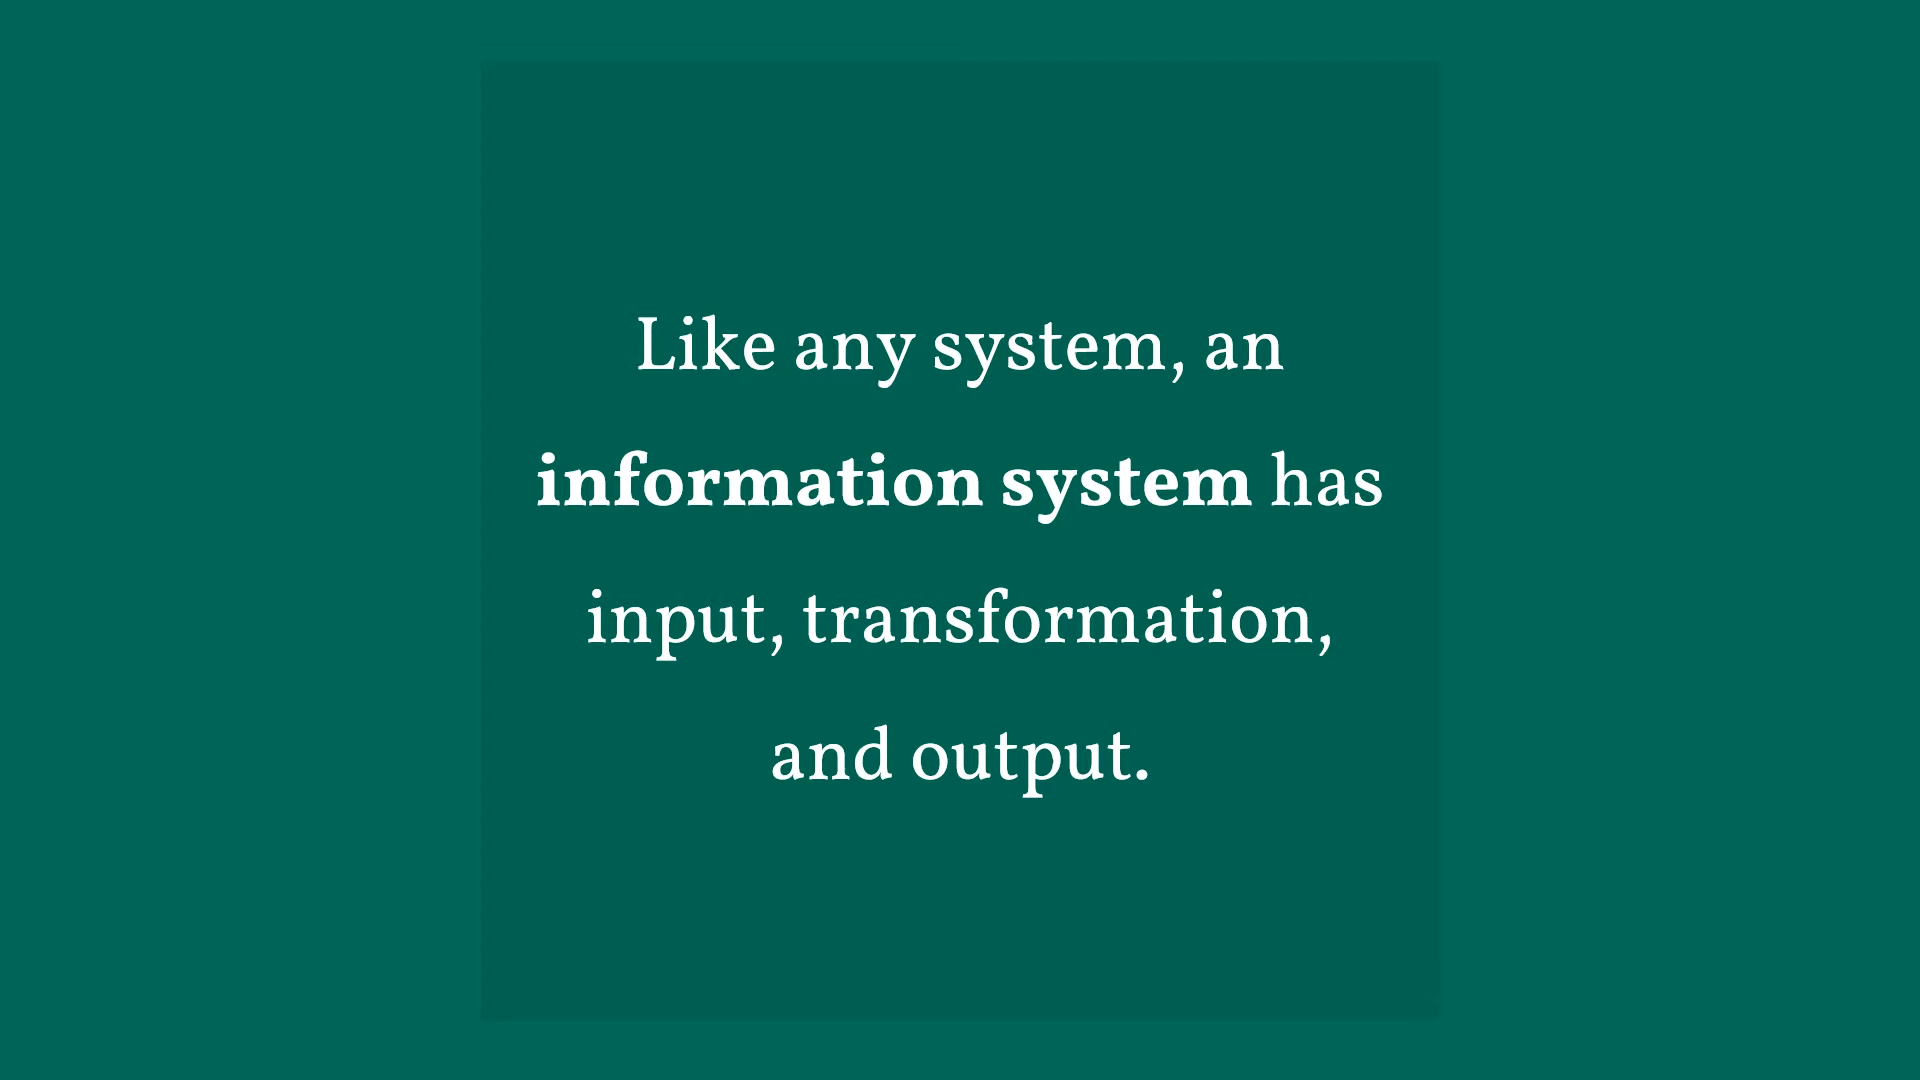 Like any system, an
information system has
input, transformation,
and output.